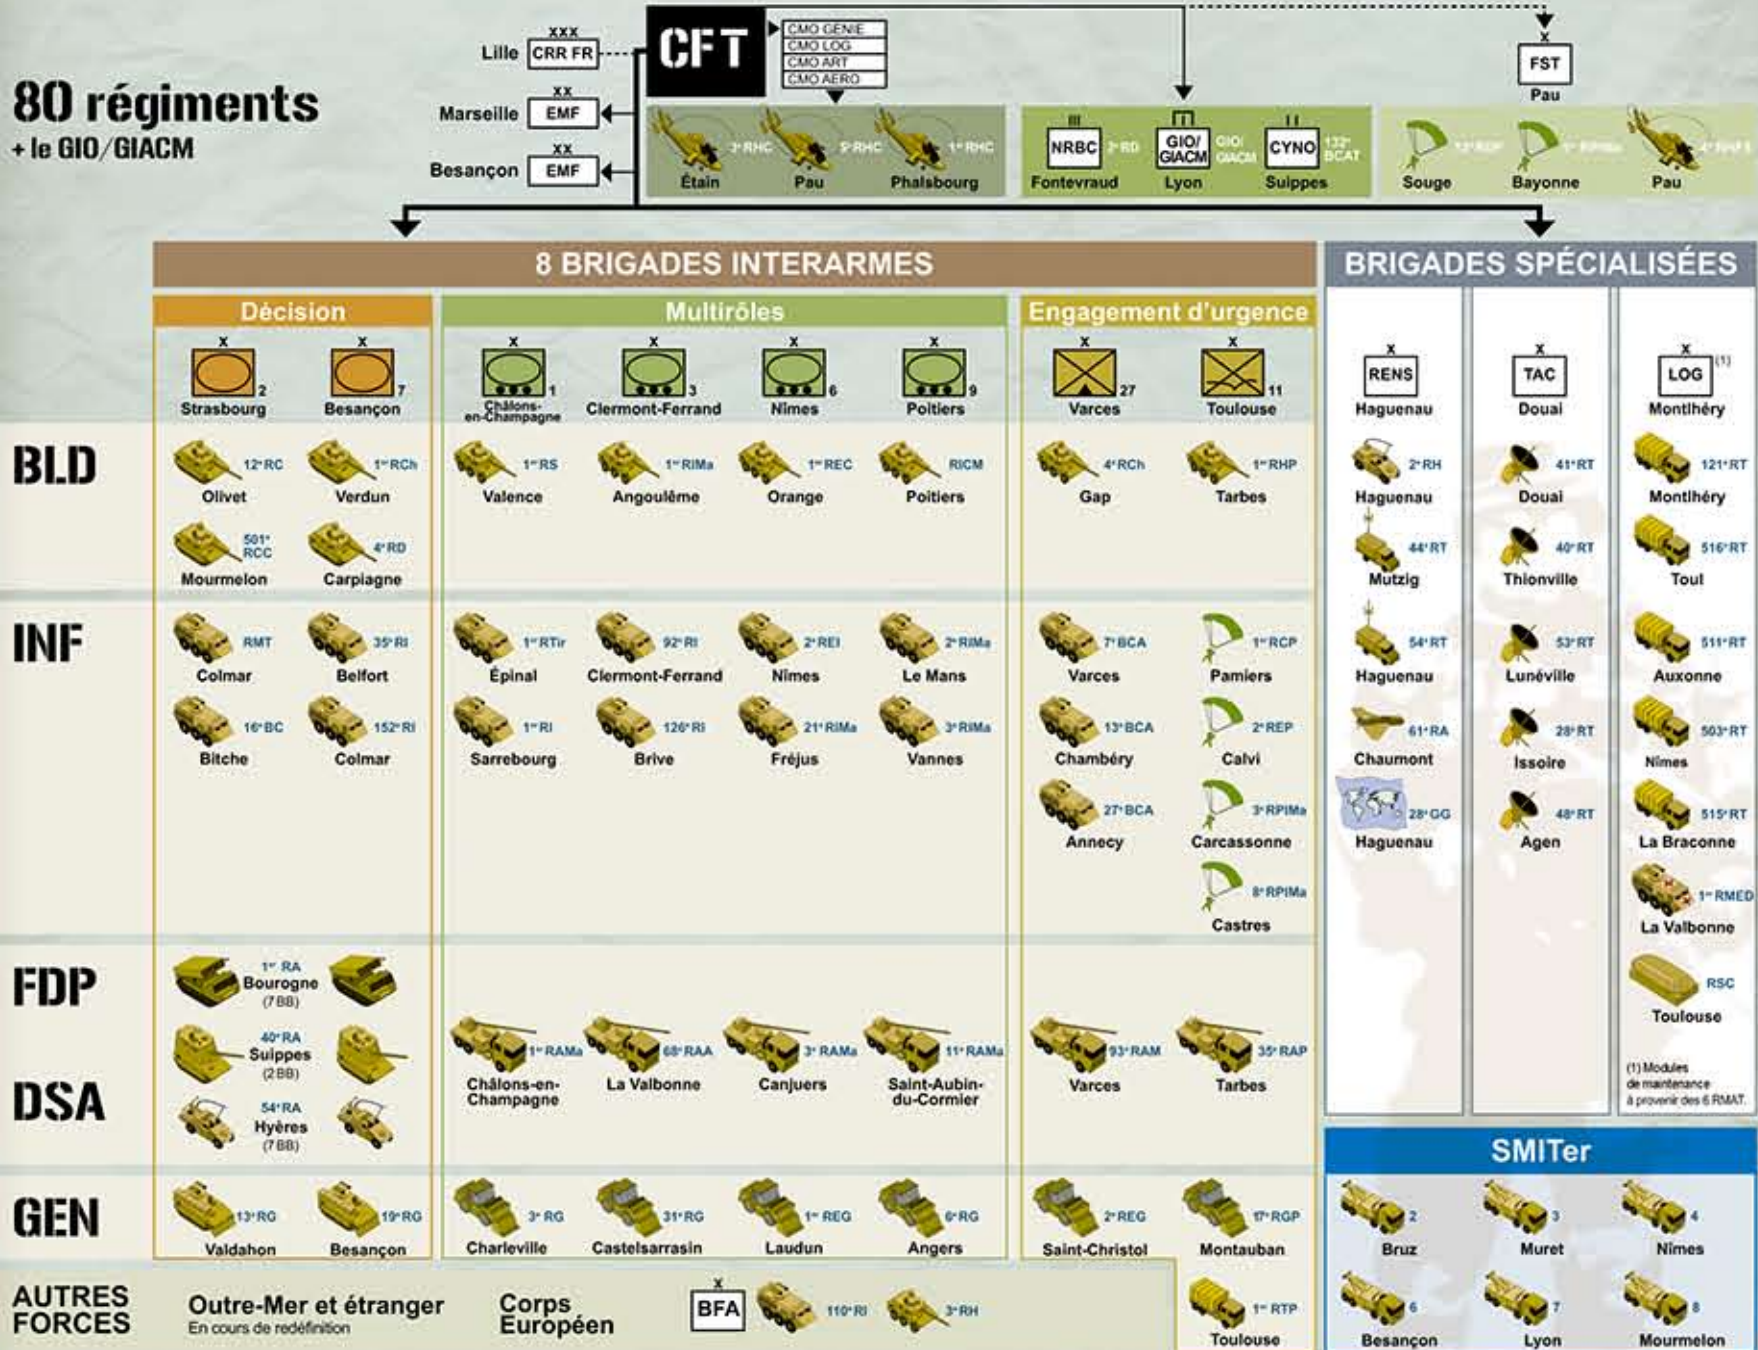 80 régiments
+ le GIO/GIACM
XXX
Lille CRR FR
XX
Marseille EMF
XX
Besançon EMF
CFT
CMO GENIE
CMO LOG
CMO ART
CMO AERO
X
FST
Pau
3e RHC
Étain
5e RHC
Pau
1er RHC
Phalsbourg
III
NRBC 2e RD
Fontevraud
GIO/ GIACM
GIO/ GIACM
Lyon
II
CYNO 132e BCAT
Suippes
Souge
Bayonne
Pau
8 BRIGADES INTERARMES
BRIGADES SPÉCIALISÉES
Décision
Multirôles
Engagement d'urgence
X X X X X X X X
2 7 1 3 6 9 27 11
Strasbourg Besançon Châlons-en-Champagne Clermont-Ferrand Nîmes Poitiers Varces Toulouse
X X X
RENS TAC LOG (1)
Haguenau Douai Montlhéry
BLD
12e RC 1er RCh 1er RS 1er RIMa 1er REC RICM 4e RCh 1er RHP
Olivet Verdun Valence Angoulême Orange Poitiers Gap Tarbes
501e RCC 4e RD
Mourmelon Carpiagne
2e RH 41e RT 121e RT
Haguenau Douai Montlhéry
44e RT 40e RT 516e RT
Mutzig Thionville Toul
INF
RMT 35e RI 1er RTir 92e RI 2e REI 2e RIMa 7e BCA 1er RCP
Colmar Belfort Épinal Clermont-Ferrand Nîmes Le Mans Varces Pamiers
16e BC 152e RI 1er RI 126e RI 21e RIMa 3e RIMa 13e BCA 2e REP
Bitche Colmar Sarrebourg Brive Fréjus Vannes Chambéry Calvi
27e BCA 3e RPIMa
Annecy Carcassonne
8e RPIMa
Castres
54e RT 53e RT 511e RT
Haguenau Lunéville Auxonne
61e RA 28e RT 503e RT
Chaumont Issoire Nîmes
28e GG 48e RT 515e RT
Haguenau Agen La Braconne
1er RMED
La Valbonne
RSC
Toulouse
(1) Modules
de maintenance
à provenir des 6 RMAT.
FDP
DSA
1er RA
Bourogne
(7BB)
40e RA
Suippes
(2BB)
54e RA
Hyères
(7BB)
1er RAMa 68e RAA 3e RAMa 11e RAMa 93e RAM 35e RAP
Châlons-en-Champagne La Valbonne Canjuers Saint-Aubin-du-Cormier Varces Tarbes
GEN
13e RG 19e RG 3e RG 31e RG 1er REG 6e RG 2e REG 17e RGP
Valdahon Besançon Charleville Castelsarrasin Laudun Angers Saint-Christol Montauban
1er RTP
Toulouse
SMITer
2 3 4
Bruz Muret Nîmes
6 7 8
Besançon Lyon Mourmelon
AUTRES
FORCES
Outre-Mer et étranger
En cours de redéfinition
Corps
Européen
X
BFA 110e RI 3e RH